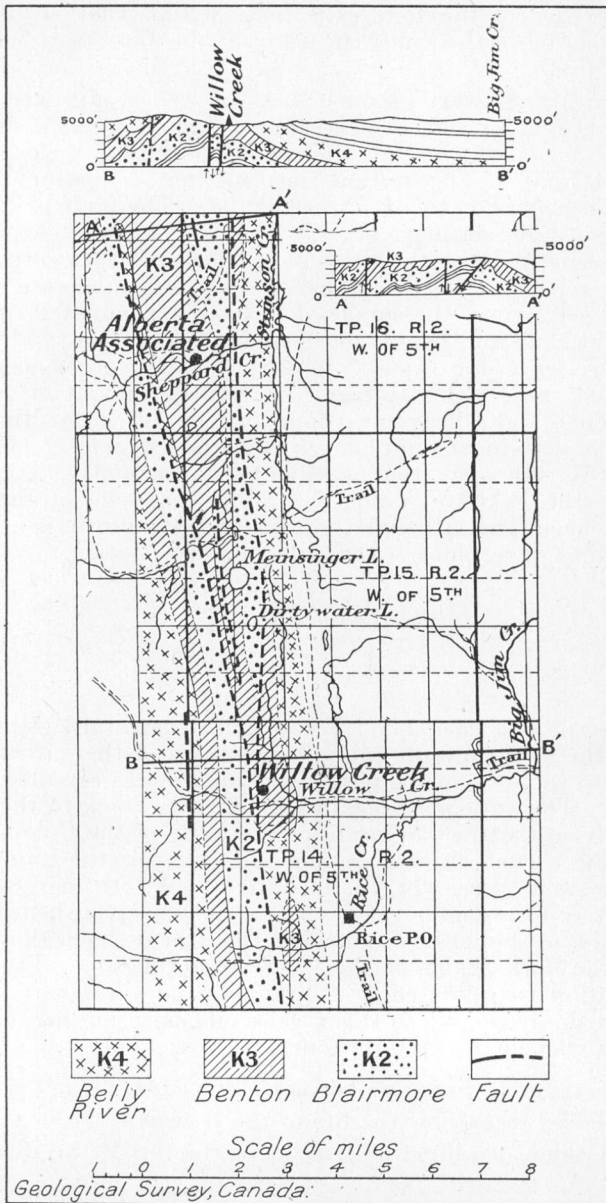 Willow
Creek
Big Jim Cr.
5000'
5000'
K3
K2
K2
K3
K4
0'
0'
B
B'
A
A'
5000'
5000'
K3
K2
K2
K2
K3
0'
0'
A
A'
K3
Trail
Stimson Cr.
Alberta
Associated
Sheppard Cr.
TP. 16. R. 2.
W. OF 5TH
Trail
Meinsinger L.
TP. 15. R. 2.
W. OF 5TH
Dirtywater L.
Big Jim Cr.
B
B'
Trail
Willow Creek
Willow Cr.
K2
TP. 14 R. 2.
W. OF 5TH
K4
Rice Cr.
K3
Rice P.O.
Trail
K4
K3
K2
Belly
River
Benton
Blairmore
Fault
Scale of miles
1 0 1 2 3 4 5 6 7 8
Geological Survey, Canada.